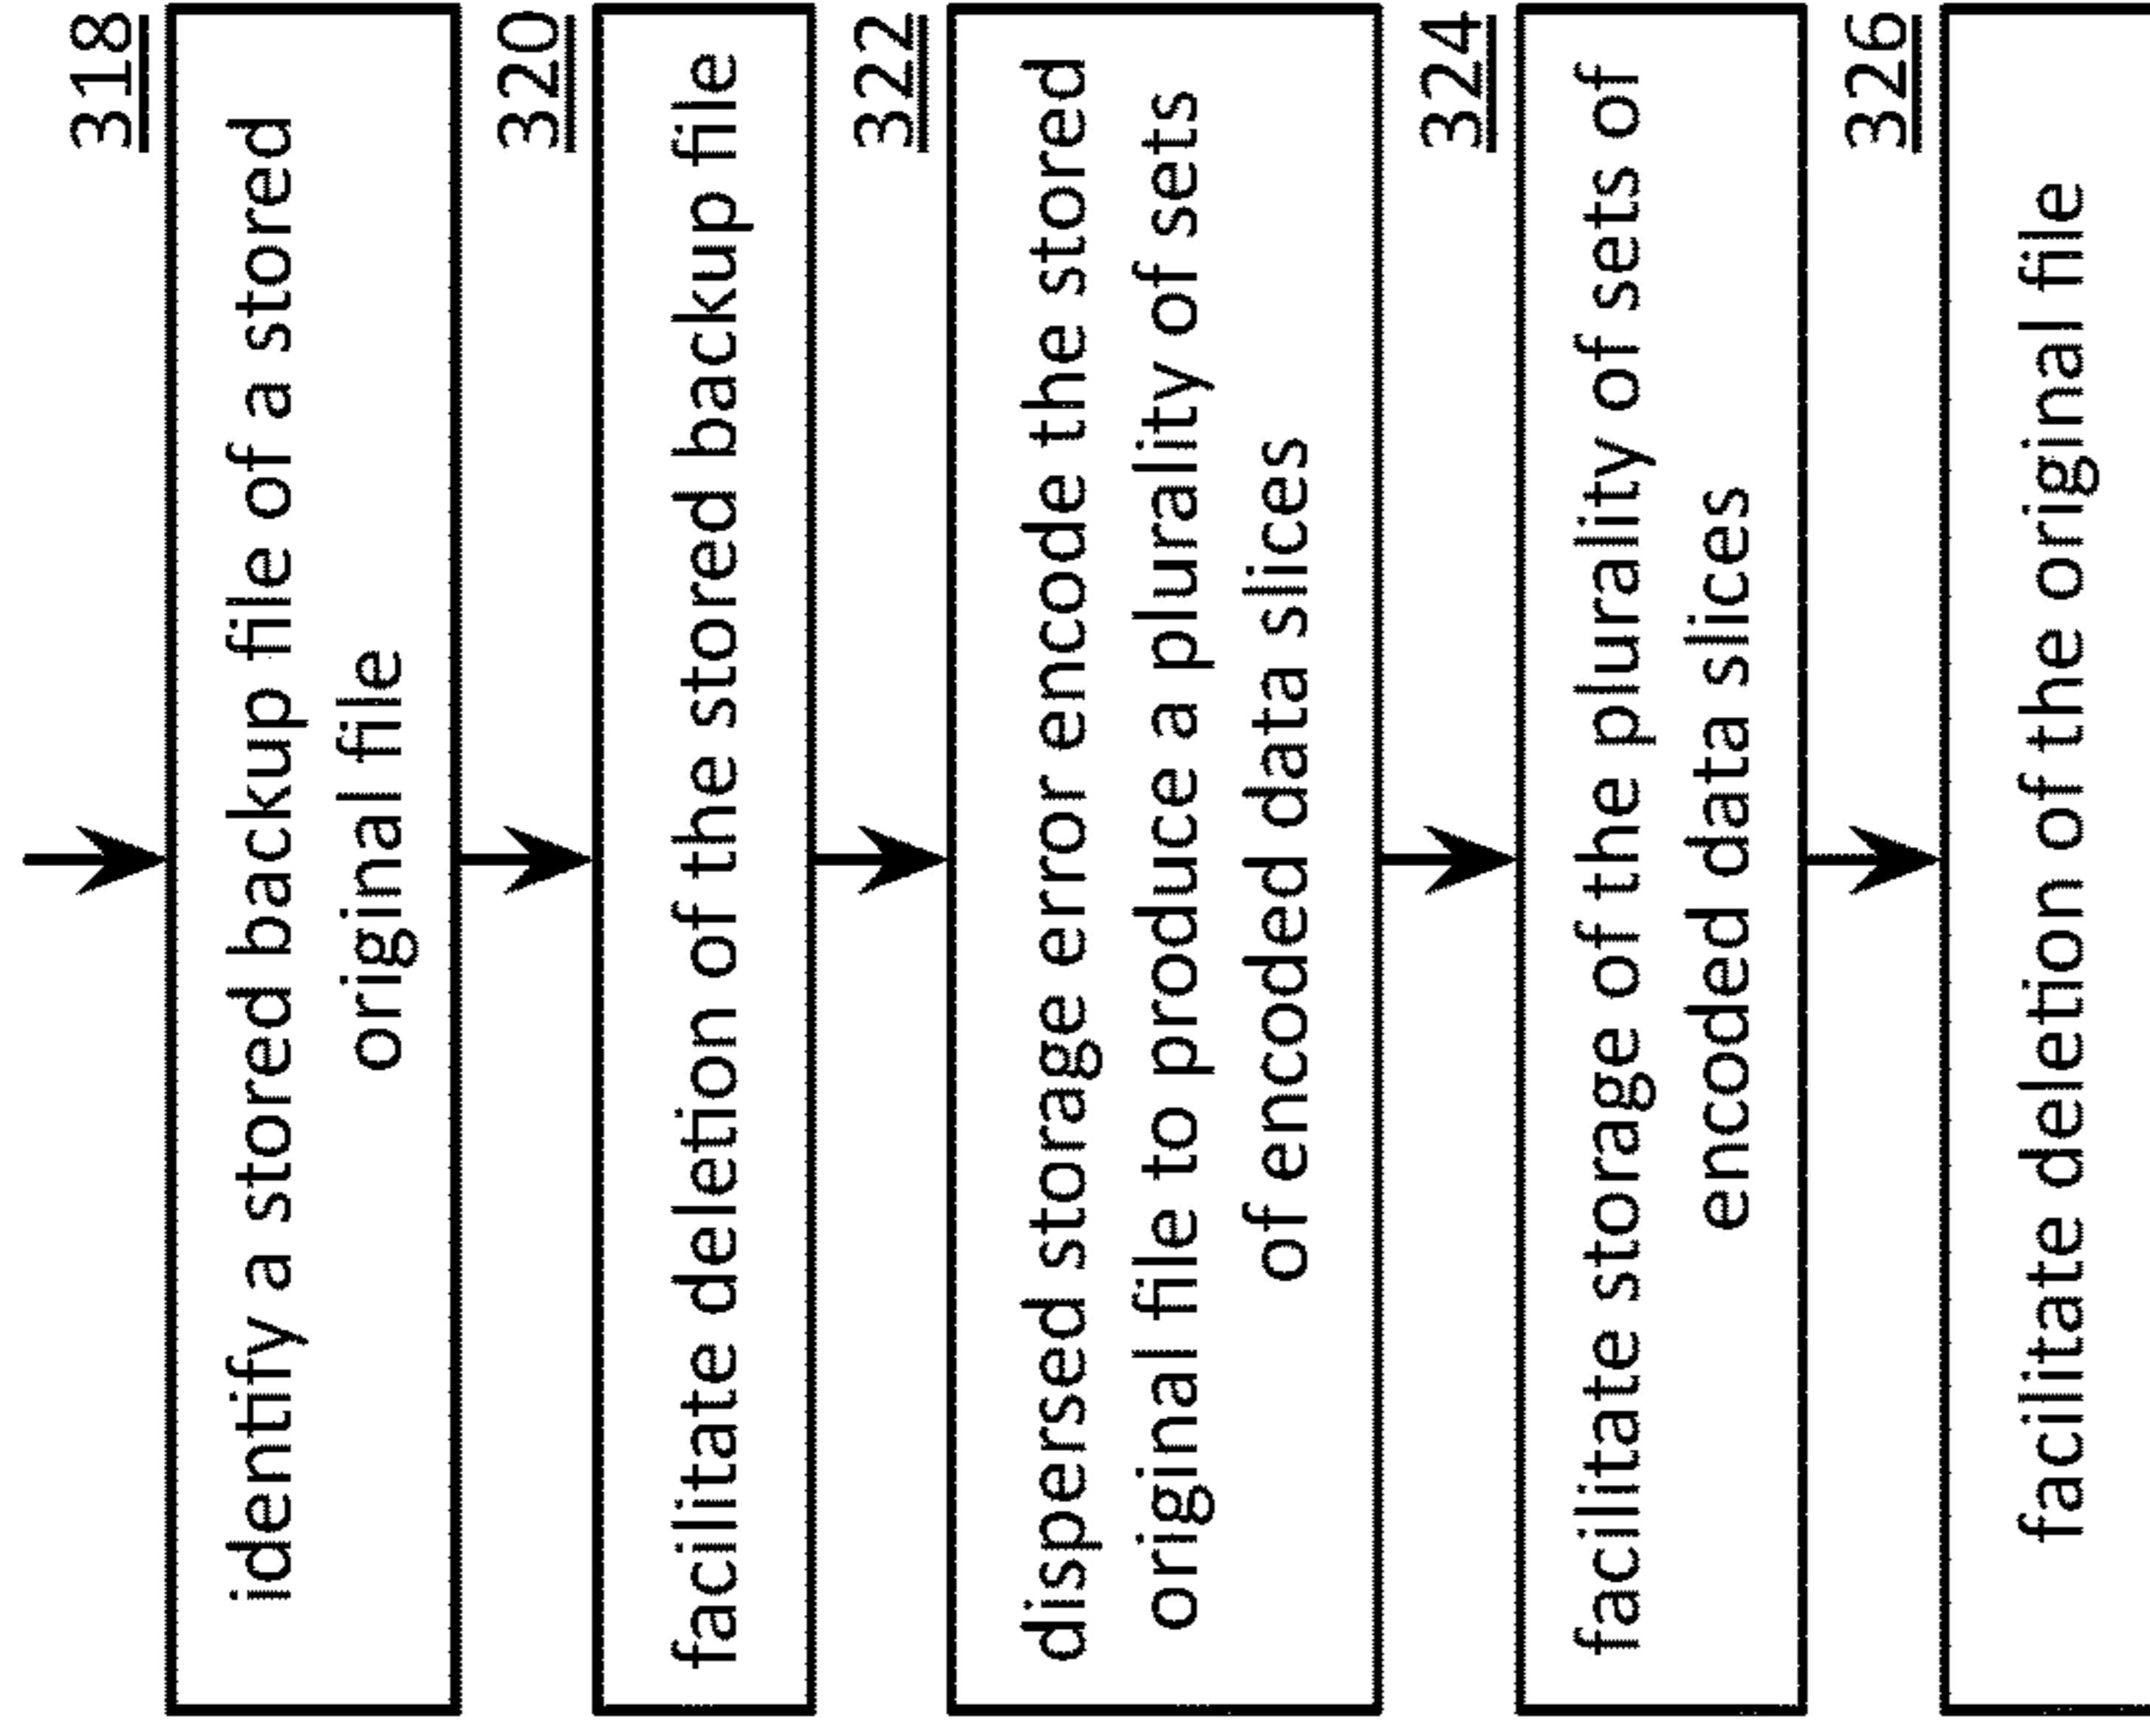 318
identify a stored backup file of a stored
original file
320
facilitate deletion of the stored backup file
322
dispersed storage error encode the stored
original file to produce a plurality of sets
of encoded data slices
324
facilitate storage of the plurality of sets of
encoded data slices
326
facilitate deletion of the original file